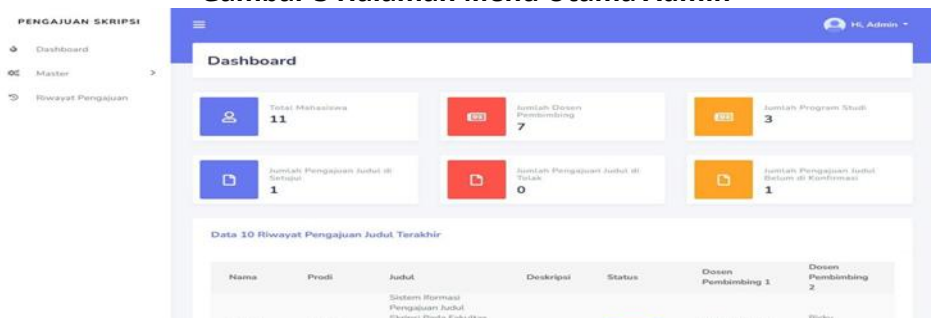 PENGAJUAN SKRIPSI
Hi, Admin
Dashboard
Master
Riwayat Pengajuan
Dashboard
Total Mahasiswa
11
Jumlah Dosen
Pembimbing
7
Jumlah Program Studi
3
Jumlah Pengajuan Judul di
Setujui
1
Jumlah Pengajuan Judul di
Tolak
0
Jumlah Pengajuan Judul
Belum di Konfirmasi
1
Data 10 Riwayat Pengajuan Judul Terakhir
Nama Prodi Judul Deskripsi Status Dosen Pembimbing 1 Dosen Pembimbing 2
Sistem Iformasi
Pengajuan Judul